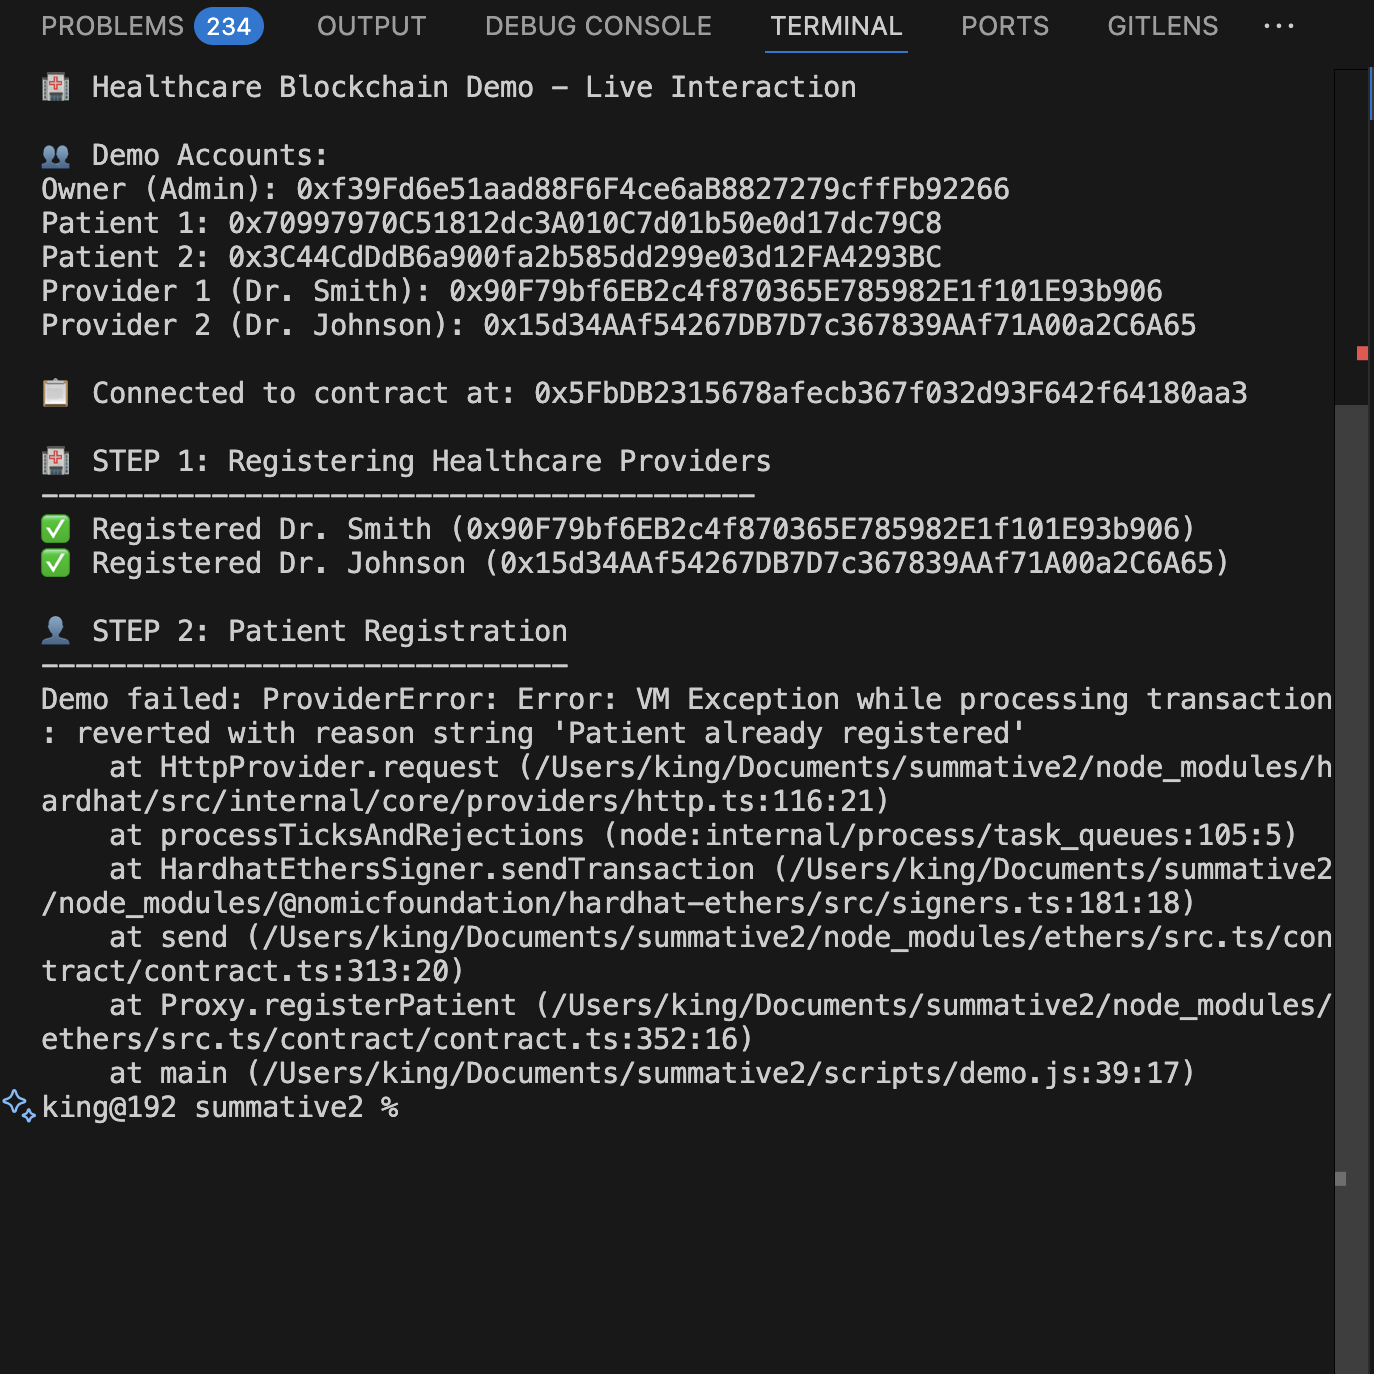 PROBLEMS 234 OUTPUT DEBUG CONSOLE TERMINAL PORTS GITLENS ...
🏥 Healthcare Blockchain Demo - Live Interaction
👥 Demo Accounts:
Owner (Admin): 0xf39Fd6e51aad88F6F4ce6aB8827279cffFb92266
Patient 1: 0x70997970C51812dc3A010C7d01b50e0d17dc79C8
Patient 2: 0x3C44CdDdB6a900fa2b585dd299e03d12FA4293BC
Provider 1 (Dr. Smith): 0x90F79bf6EB2c4f870365E785982E1f101E93b906
Provider 2 (Dr. Johnson): 0x15d34AAf54267DB7D7c367839AAf71A00a2C6A65
📋 Connected to contract at: 0x5FbDB2315678afecb367f032d93F642f64180aa3
🏥 STEP 1: Registering Healthcare Providers
------------------------------------------
✅ Registered Dr. Smith (0x90F79bf6EB2c4f870365E785982E1f101E93b906)
✅ Registered Dr. Johnson (0x15d34AAf54267DB7D7c367839AAf71A00a2C6A65)
👤 STEP 2: Patient Registration
-------------------------------
Demo failed: ProviderError: Error: VM Exception while processing transaction
: reverted with reason string 'Patient already registered'
    at HttpProvider.request (/Users/king/Documents/summative2/node_modules/h
ardhat/src/internal/core/providers/http.ts:116:21)
    at processTicksAndRejections (node:internal/process/task_queues:105:5)
    at HardhatEthersSigner.sendTransaction (/Users/king/Documents/summative2
/node_modules/@nomicfoundation/hardhat-ethers/src/signers.ts:181:18)
    at send (/Users/king/Documents/summative2/node_modules/ethers/src.ts/con
tract/contract.ts:313:20)
    at Proxy.registerPatient (/Users/king/Documents/summative2/node_modules/
ethers/src.ts/contract/contract.ts:352:16)
    at main (/Users/king/Documents/summative2/scripts/demo.js:39:17)
king@192 summative2 %